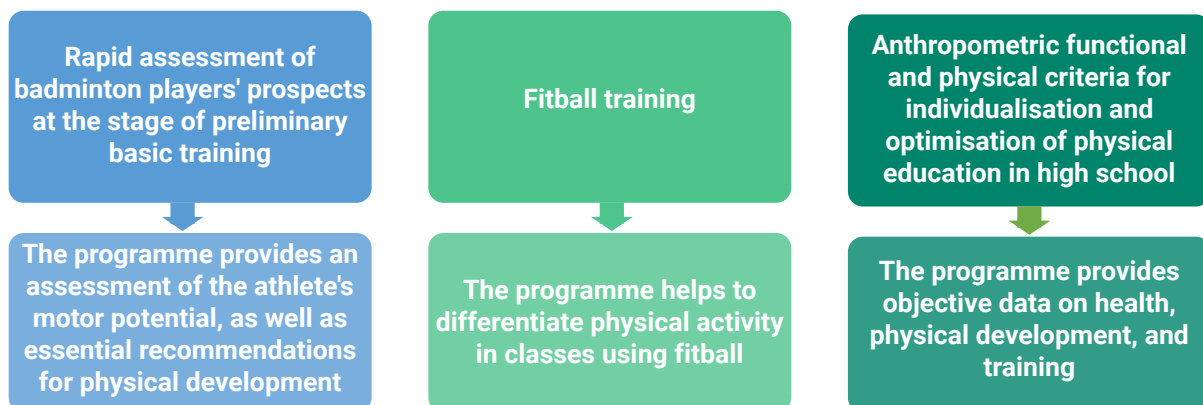 Rapid assessment of
badminton players' prospects
at the stage of preliminary
basic training
The programme provides an
assessment of the athlete's
motor potential, as well as
essential recommendations
for physical development
Fitball training
The programme helps to
differentiate physical activity
in classes using fitball
Anthropometric functional
and physical criteria for
individualisation and
optimisation of physical
education in high school
The programme provides
objective data on health,
physical development, and
training